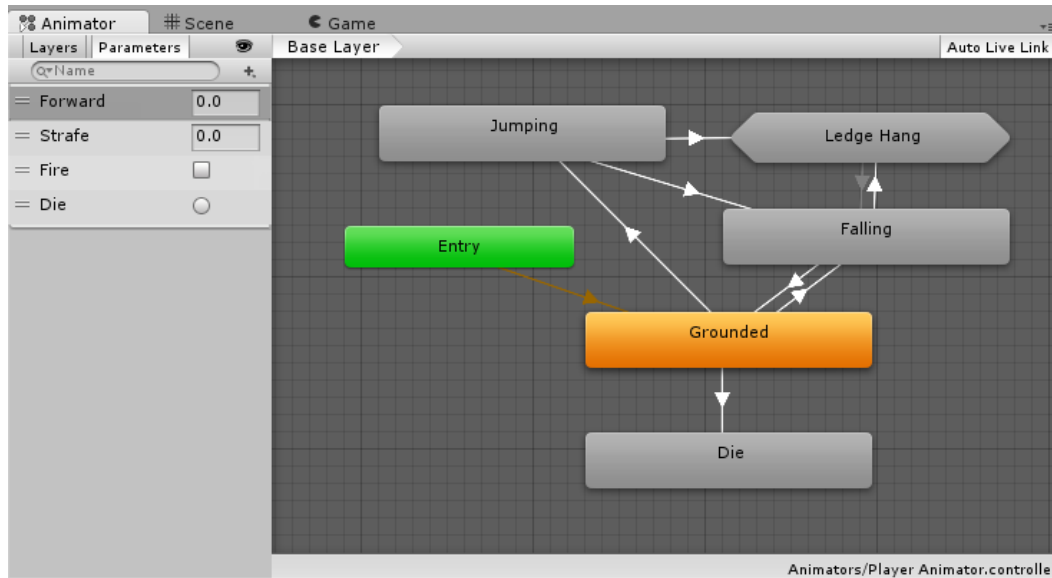 Animator
Scene
Game
Layers
Parameters
Base Layer
Auto Live Link
Name
Forward
0.0
Strafe
0.0
Fire
Die
Jumping
Ledge Hang
Falling
Entry
Grounded
Die
Animators/Player Animator.controlle